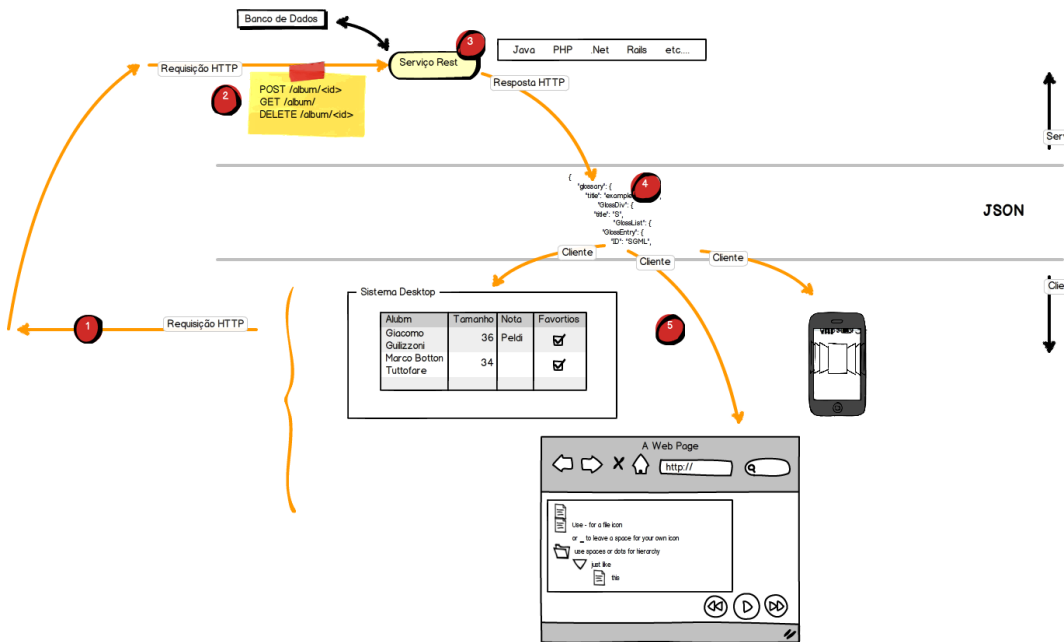 Banco de Dados
3
Serviço Rest
Java PHP .Net Rails etc....
Requisição HTTP
Resposta HTTP
2
POST /album/<id>
GET /album/
DELETE /album/<id>
{
"glossary": {
"title": "example
4
"GlossDiv": {
"title": "S",
"GlossList": {
"GlossEntry": {
"ID": "SGML",
JSON
Cliente
Cliente
Cliente
1
Requisição HTTP
5
Sistema Desktop
Alubm Tamanho Nota Favortios
Giacomo
Guilizzoni 36 Peldi
Marco Botton
Tuttofare 34
A Web Page
http://
Use - for a file icon
or _ to leave a space for your own icon
use spaces or dots for hierarchy
just like
this